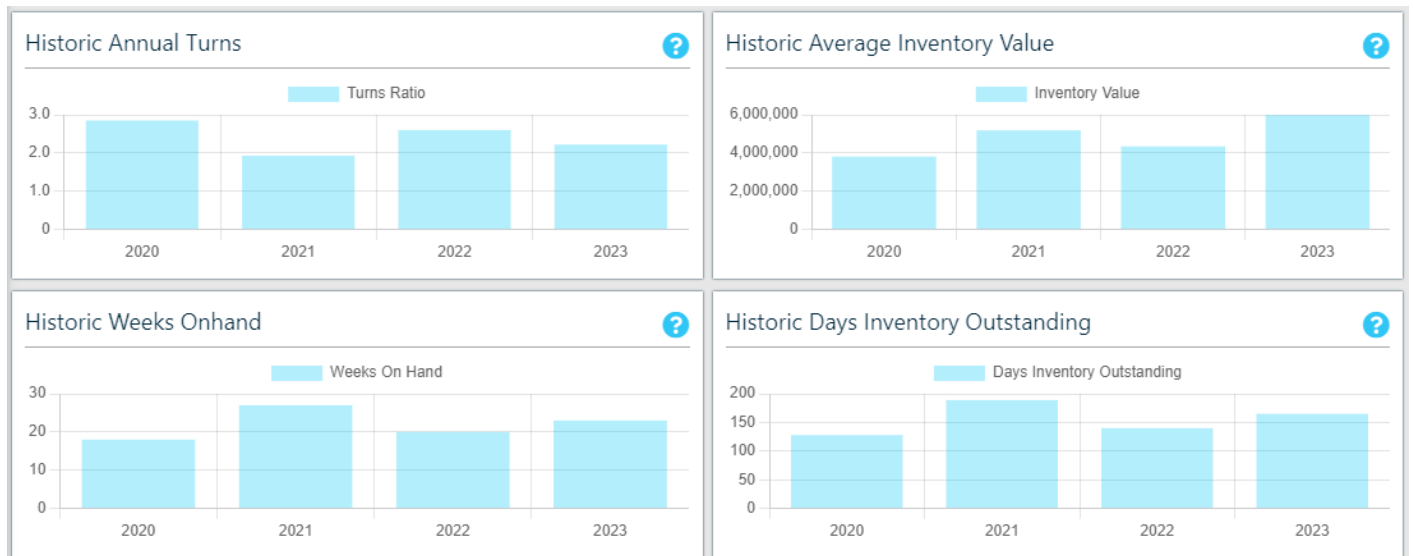 Historic Annual Turns
?
Turns Ratio
3.0
2.0
1.0
0
2020 2021 2022 2023
Historic Average Inventory Value
?
Inventory Value
6,000,000
4,000,000
2,000,000
0
2020 2021 2022 2023
Historic Weeks Onhand
?
Weeks On Hand
30
20
10
0
2020 2021 2022 2023
Historic Days Inventory Outstanding
?
Days Inventory Outstanding
200
150
100
50
0
2020 2021 2022 2023